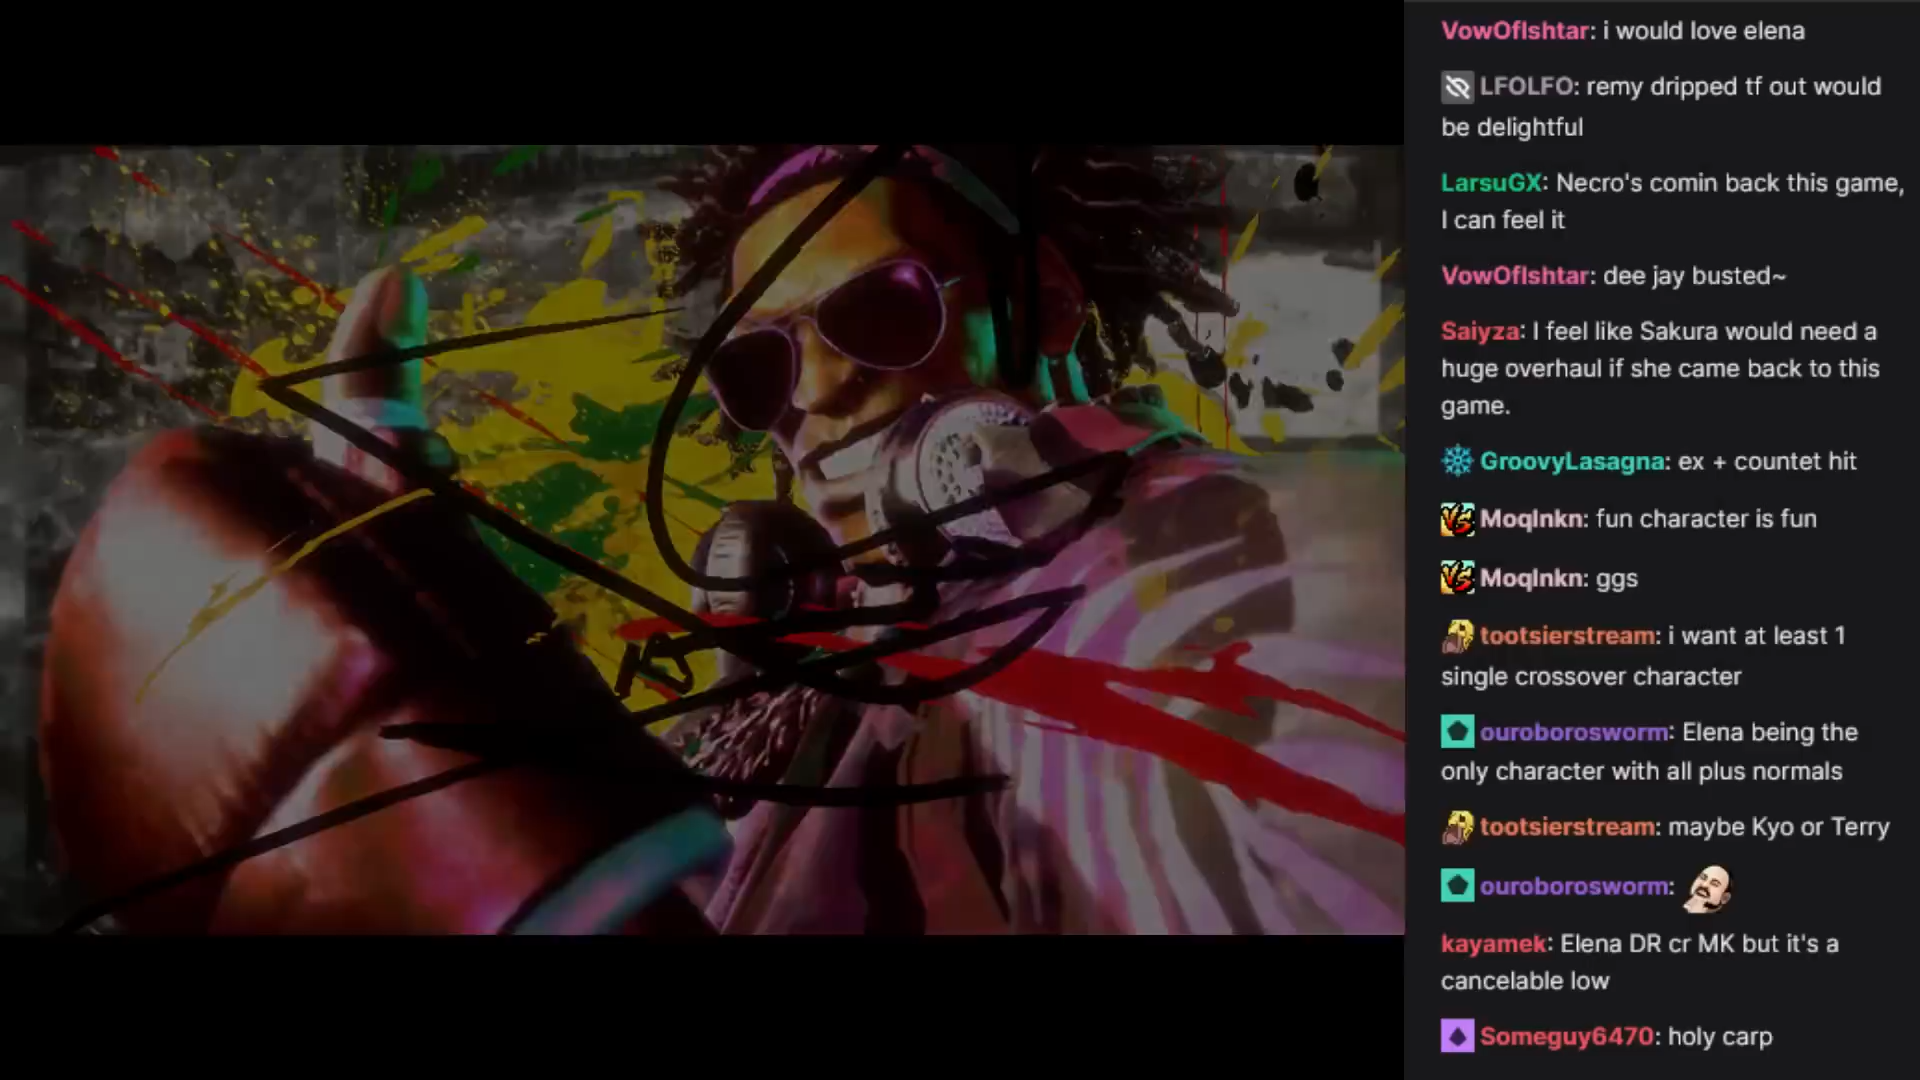 VowOfIshtar: i would love elena
LFOLFO: remy dripped tf out would
be delightful
LarsuGX: Necro's comin back this game,
I can feel it
VowOfIshtar: dee jay busted~
Saiyza: I feel like Sakura would need a
huge overhaul if she came back to this
game.
GroovyLasagna: ex + countet hit
MoqInkn: fun character is fun
MoqInkn: ggs
tootsierstream: i want at least 1
single crossover character
ouroborosworm: Elena being the
only character with all plus normals
tootsierstream: maybe Kyo or Terry
ouroborosworm:
kayamek: Elena DR cr MK but it's a
cancelable low
Someguy6470: holy carp